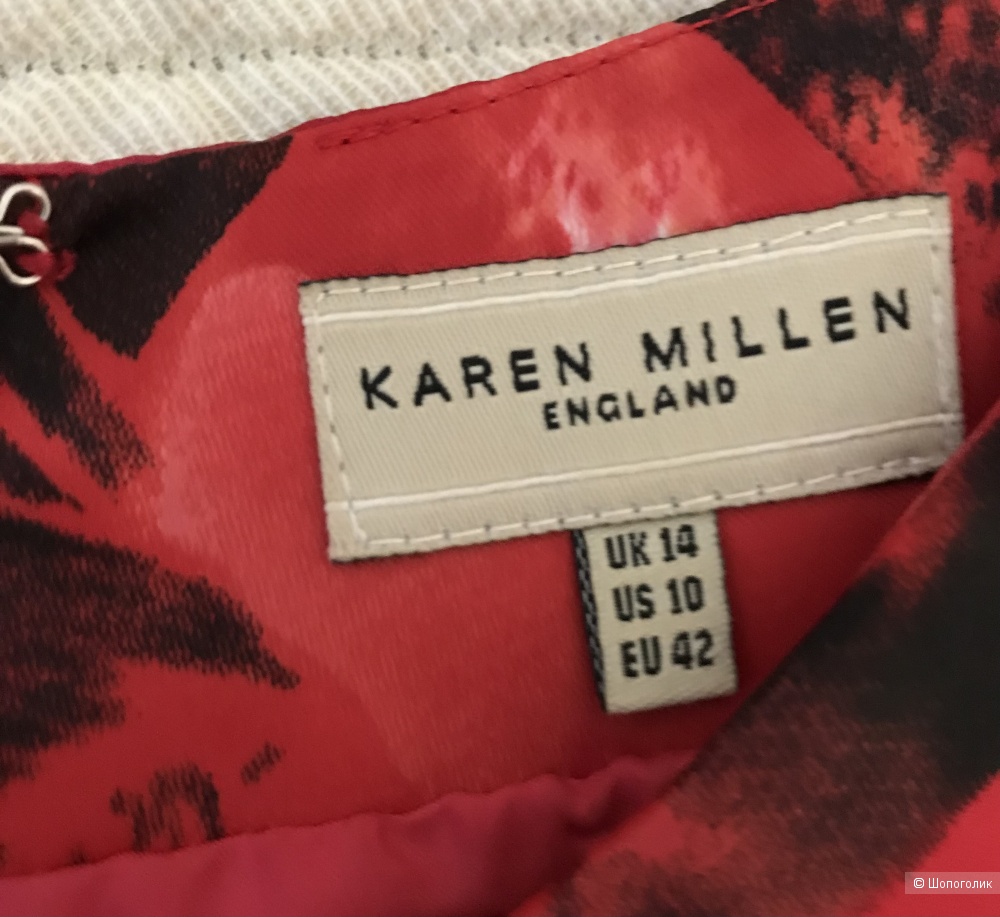 KAREN MILLEN
ENGLAND
UK 14
US 10
EU 42
© Шопоголик